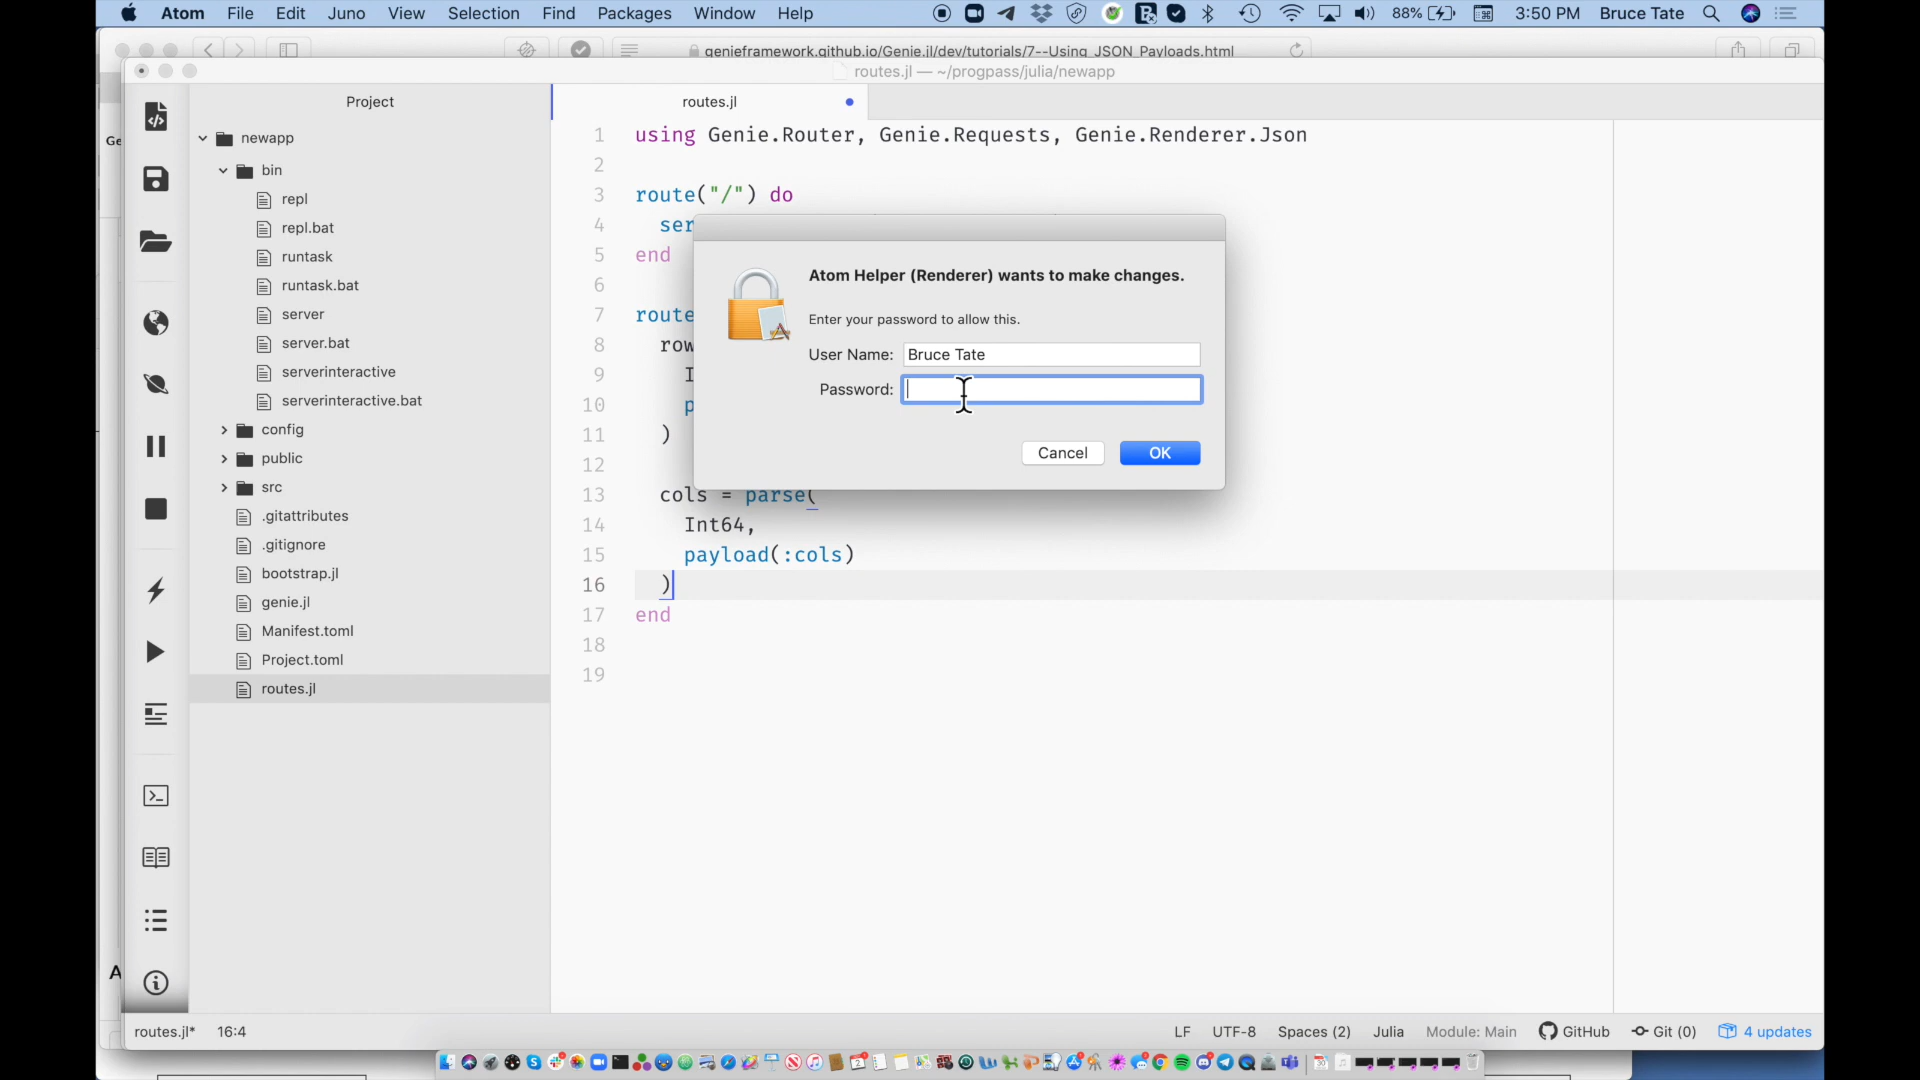 Atom File Edit Juno View Selection Find Packages Window Help 88% 3:50 PM Bruce Tate
genieframework.github.io/Genie.jl/dev/tutorials/7--Using_JSON_Payloads.html
routes.jl — ~/progpass/julia/newapp
Project
routes.jl
Ge
newapp
bin
repl
repl.bat
runtask
runtask.bat
server
server.bat
serverinteractive
serverinteractive.bat
config
public
src
.gitattributes
.gitignore
bootstrap.jl
genie.jl
Manifest.toml
Project.toml
routes.jl
A
1 using Genie.Router, Genie.Requests, Genie.Renderer.Json
2
3 route("/") do
4 ser
5 end
6
7 route
8 row
9 I
10 p
11 )
12
13 cols = parse(
14 Int64,
15 payload(:cols)
16 )
17 end
18
19
Atom Helper (Renderer) wants to make changes.
Enter your password to allow this.
User Name: Bruce Tate
Password:
Cancel OK
routes.jl* 16:4 LF UTF-8 Spaces (2) Julia Module: Main GitHub Git (0) 4 updates